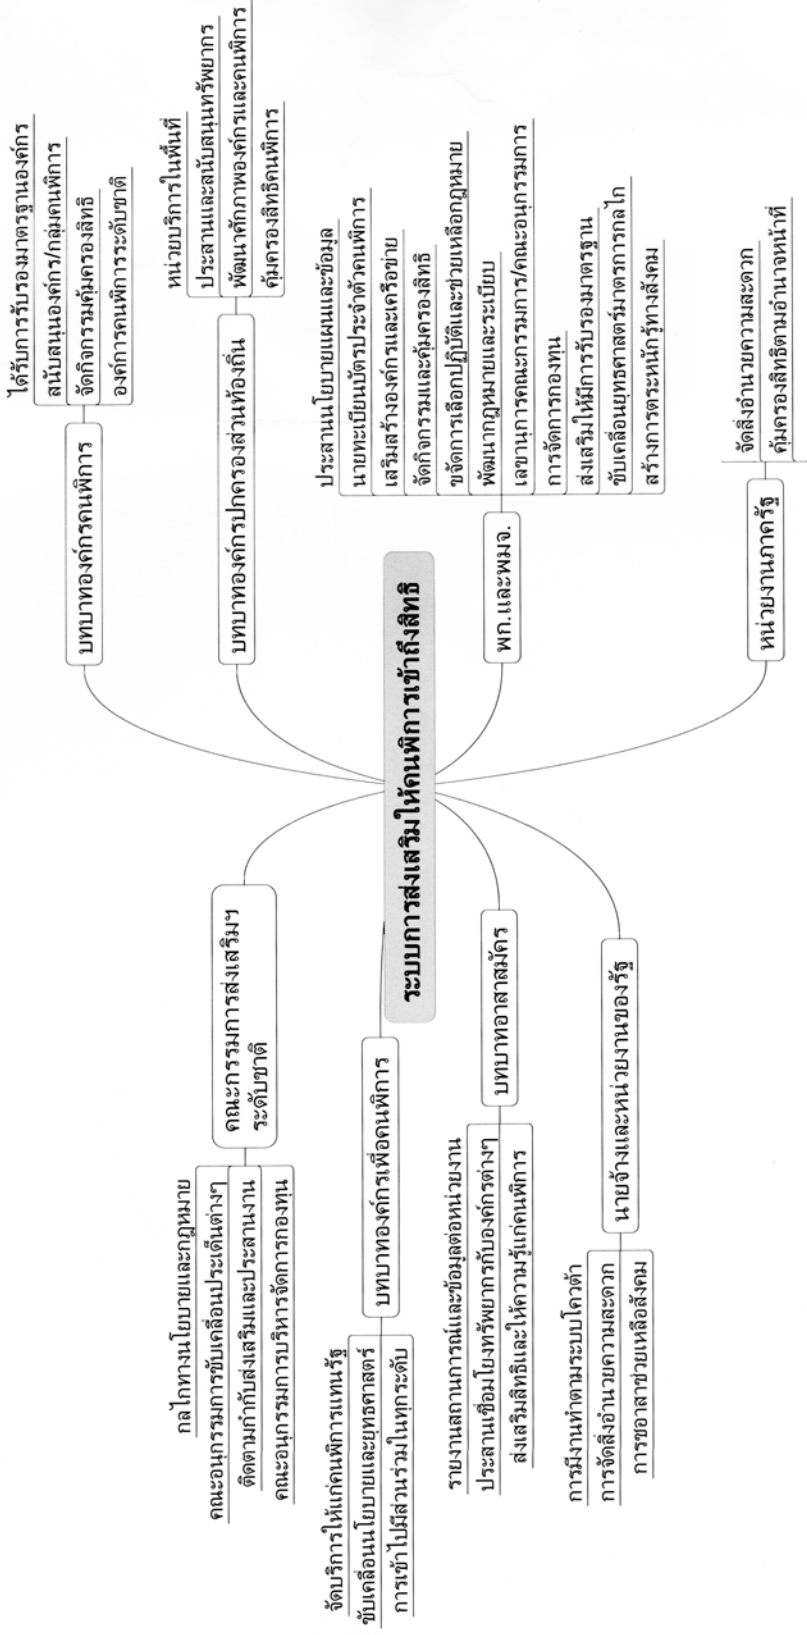 ระบบการส่งเสริมให้คนพิการเข้าถึงสิทธิ
คณะกรรมการส่งเสริมฯ
ระดับชาติ
กลไกทางนโยบายและกฎหมาย
คณะอนุกรรมการขับเคลื่อนประเด็นต่างๆ
ติดตามกำกับส่งเสริมและประสานงาน
คณะอนุกรรมการบริหารจัดการกองทุน
บทบาทองค์กรเพื่อคนพิการ
จัดบริการให้แก่คนพิการแทนรัฐ
ขับเคลื่อนนโยบายและยุทธศาสตร์
การเข้าไปมีส่วนร่วมในทุกระดับ
บทบาทอาสาสมัคร
รายงานสถานการณ์และข้อมูลต่อหน่วยงาน
ประสานเชื่อมโยงทรัพยากรกับองค์กรต่างๆ
ส่งเสริมสิทธิและให้ความรู้แก่คนพิการ
นายจ้างและหน่วยงานของรัฐ
การมีงานทำตามระบบโควต้า
การจัดสิ่งอำนวยความสะดวก
การขออาสาช่วยเหลือสังคม
บทบาทองค์กรคนพิการ
ได้รับการรับรองมาตรฐานองค์กร
สนับสนุนองค์กร/กลุ่มคนพิการ
จัดกิจกรรมคุ้มครองสิทธิ
องค์การคนพิการระดับชาติ
บทบาทองค์กรปกครองส่วนท้องถิ่น
หน่วยบริการในพื้นที่
ประสานและสนับสนุนทรัพยากร
พัฒนาศักภาพองค์กรและคนพิการ
คุ้มครองสิทธิคนพิการ
พก.และพมจ.
ประสานนโยบายแผนและข้อมูล
นายทะเบียนบัตรประจำตัวคนพิการ
เสริมสร้างองค์กรและเครือข่าย
จัดกิจกรรมและคุ้มครองสิทธิ
ขจัดการเลือกปฏิบัติและช่วยเหลือกฎหมาย
พัฒนากฎหมายและระเบียบ
เลขานุการคณะกรรมการ/คณะอนุกรรมการ
การจัดการกองทุน
ส่งเสริมให้มีการรับรองมาตรฐาน
ขับเคลื่อนยุทธศาสตร์มาตรการกลไก
สร้างการตระหนักรู้ทางสังคม
หน่วยงานภาครัฐ
จัดสิ่งอำนวยความสะดวก
คุ้มครองสิทธิตามอำนาจหน้าที่